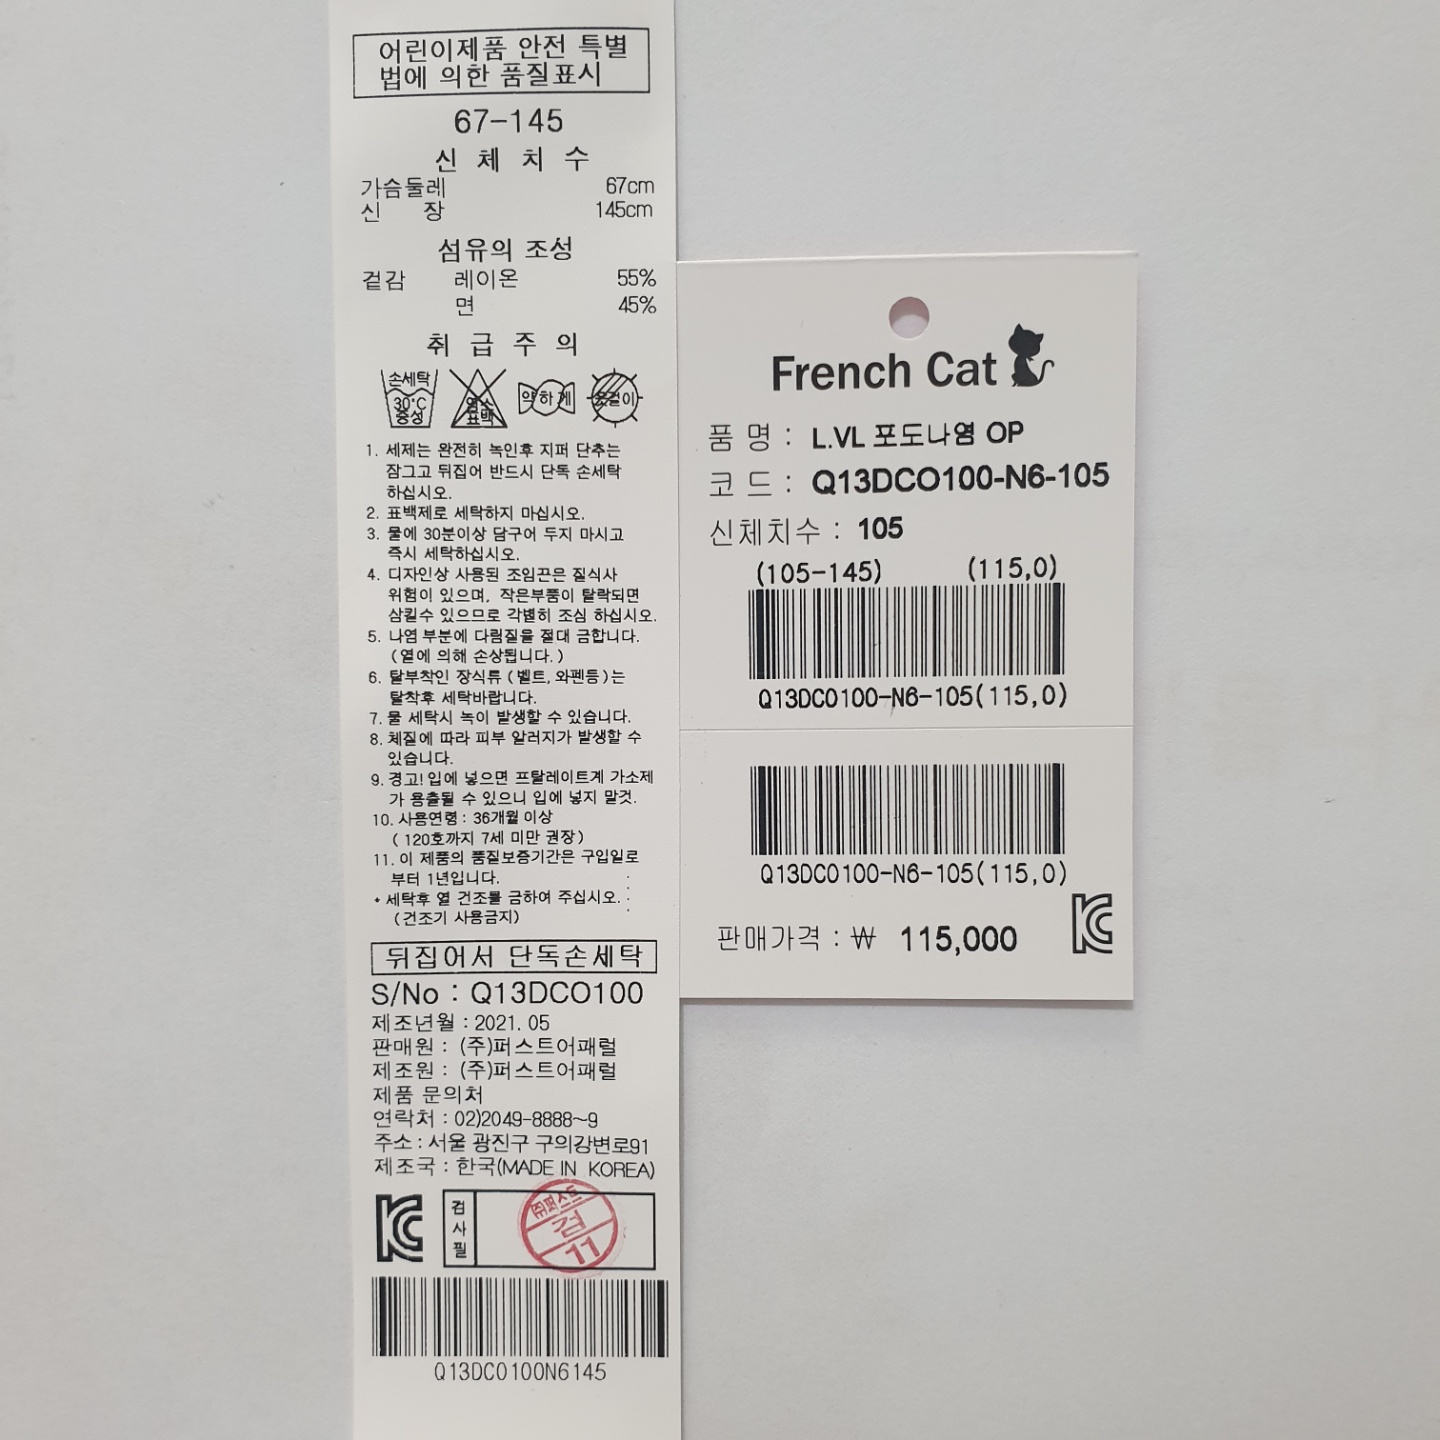 어린이제품 안전 특별
법에 의한 품질표시
67-145
신 체 치 수
가슴둘레 67cm
신 장 145cm
섬유의 조성
겉감 레이온 55%
면 45%
취 급 주 의
손세탁
30°C
중성
염소
표백
약하게
옷걸이
1. 세제는 완전히 녹인후 지퍼 단추는
잠그고 뒤집어 반드시 단독 손세탁
하십시오.
2. 표백제로 세탁하지 마십시오.
3. 물에 30분이상 담구어 두지 마시고
즉시 세탁하십시오.
4. 디자인상 사용된 조임끈은 질식사
위험이 있으며, 작은부품이 탈락되면
삼킬수 있으므로 각별히 조심 하십시오.
5. 나염 부분에 다림질을 절대 금합니다.
(열에 의해 손상됩니다.)
6. 탈부착인 장식류 (벨트, 와펜등)는
탈착후 세탁바랍니다.
7. 물 세탁시 녹이 발생할 수 있습니다.
8. 체질에 따라 피부 알러지가 발생할 수
있습니다.
9. 경고! 입에 넣으면 프탈레이트계 가소제
가 용출될 수 있으니 입에 넣지 말것.
10. 사용연령 : 36개월 이상
( 120호까지 7세 미만 권장 )
11. 이 제품의 품질보증기간은 구입일로
부터 1년입니다.
* 세탁후 열 건조를 금하여 주십시오.
(건조기 사용금지)
뒤집어서 단독손세탁
S/No : Q13DCO100
제조년월 : 2021. 05
판매원 : (주)퍼스트어패럴
제조원 : (주)퍼스트어패럴
제품 문의처
연락처 : 02)2049-8888~9
주소 : 서울 광진구 구의강변로91
제조국 : 한국(MADE IN KOREA)
KC
검사필
㈜퍼스트
검
11
Q13DCO100N6145
French Cat
품 명 : L.VL 포도나염 OP
코 드 : Q13DCO100-N6-105
신체치수 : 105
(105-145) (115,0)
Q13DCO100-N6-105(115,0)
Q13DCO100-N6-105(115,0)
판매가격 : ₩ 115,000
KC